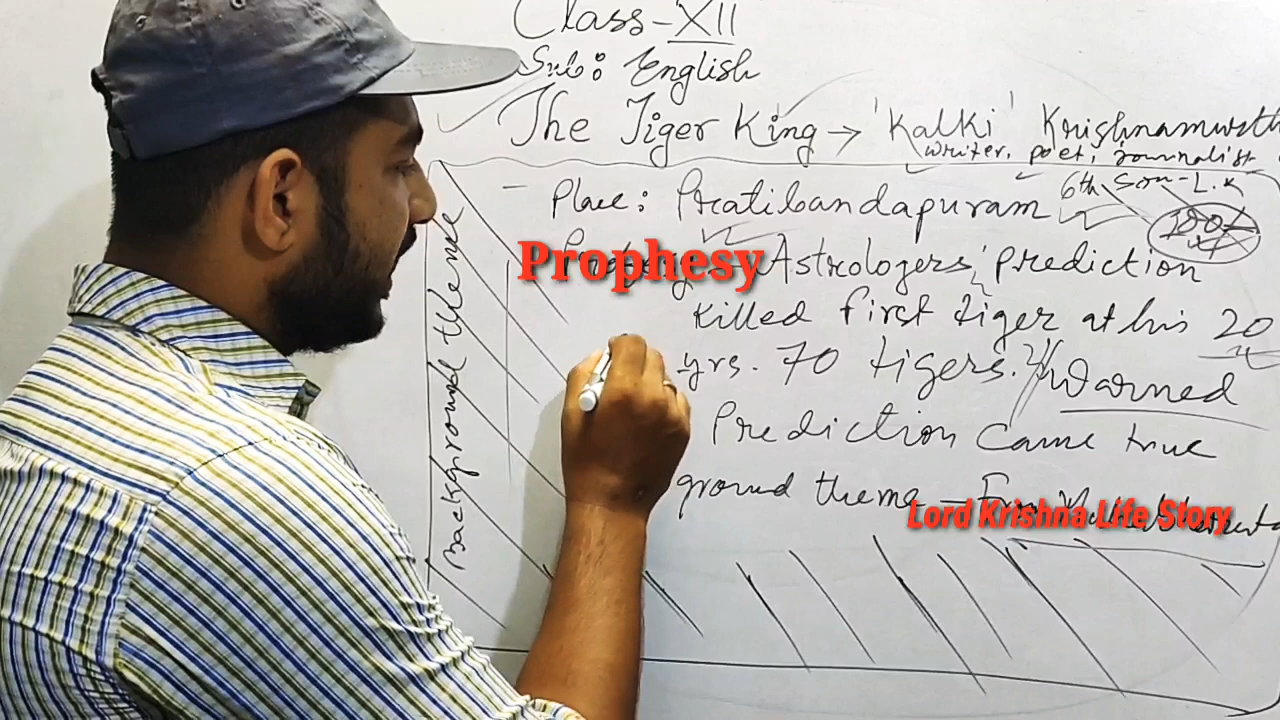 Class-XII
Sub: English
The Tiger King → 'Kalki' Krishnamurth
writer, poet, journalist
6th son - L.K
Place: Pratibandapuram
Prophesy
Astrologers, prediction
killed first tiger at his 20
yrs. 70 tigers. Warned
Prediction came true
ground theme -
Lord Krishna Life Story
Background theme